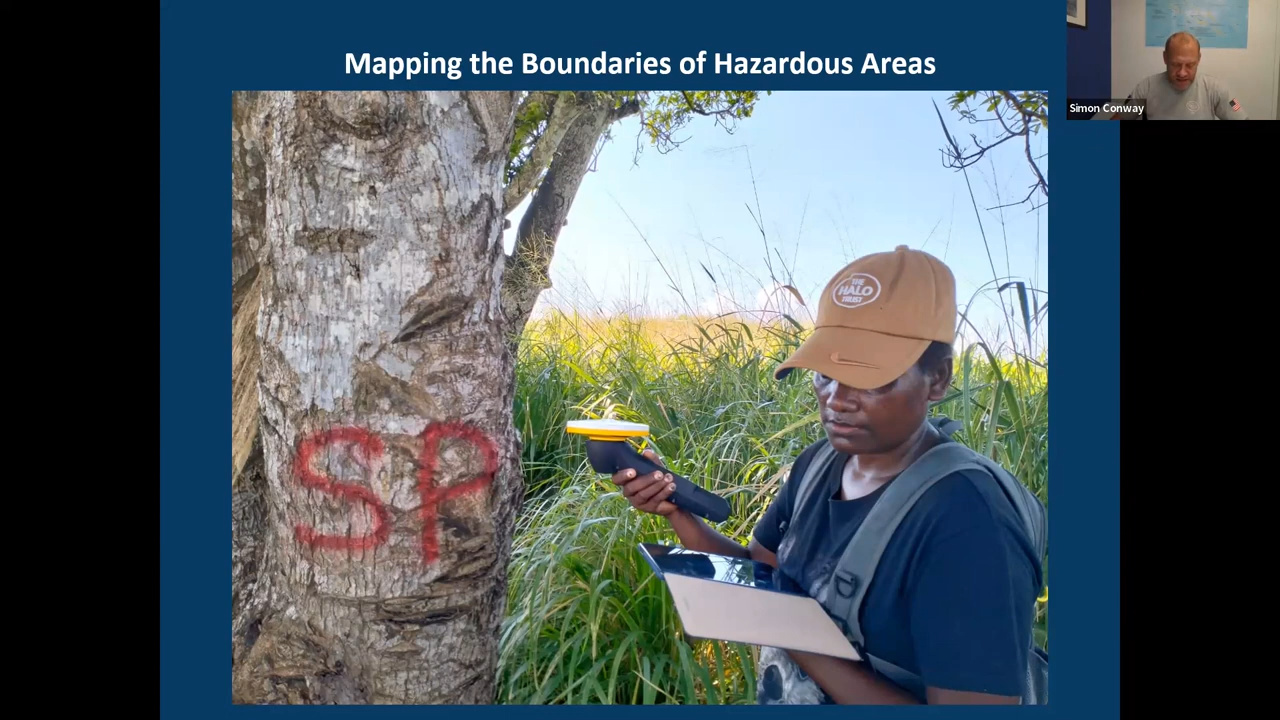 Mapping the Boundaries of Hazardous Areas
Simon Conway
THE
HALO
TRUST
SP